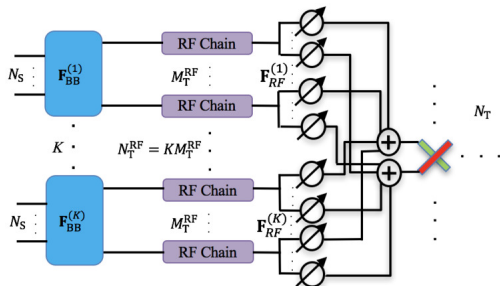 RF Chain
N_S
F_BB^(1)
M_T^RF
F_RF^(1)
RF Chain
N_T
K
N_T^RF = KM_T^RF
+
RF Chain
+
N_S
F_BB^(K)
M_T^RF
F_RF^(K)
RF Chain